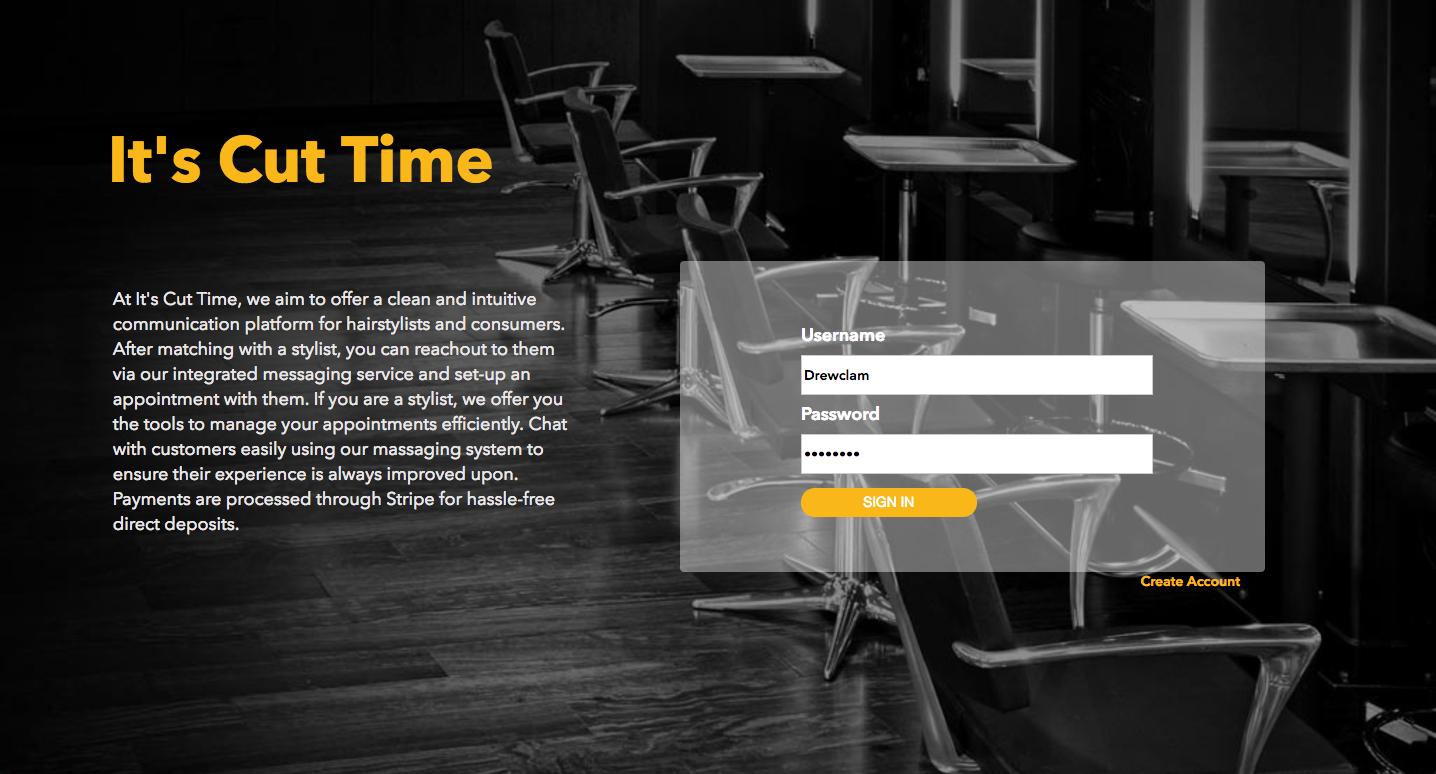 It's Cut Time
At It's Cut Time, we aim to offer a clean and intuitive
communication platform for hairstylists and consumers.
After matching with a stylist, you can reachout to them
via our integrated messaging service and set-up an
appointment with them. If you are a stylist, we offer you
the tools to manage your appointments efficiently. Chat
with customers easily using our massaging system to
ensure their experience is always improved upon.
Payments are processed through Stripe for hassle-free
direct deposits.
Username
Drewclam
Password
••••••••
SIGN IN
Create Account